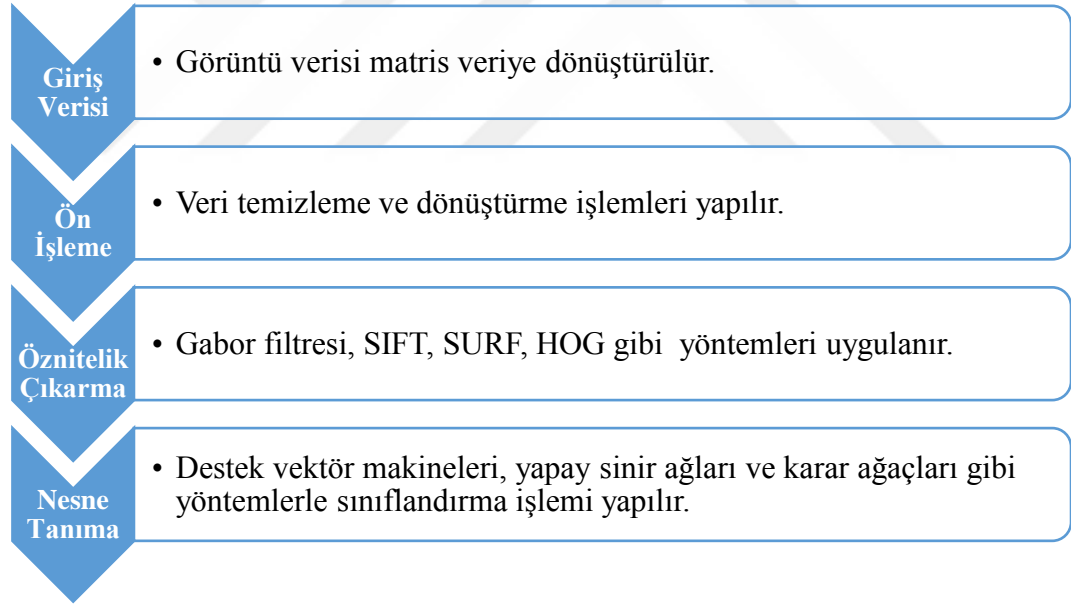 Giriş
Verisi
• Görüntü verisi matris veriye dönüştürülür.
Ön
İşleme
• Veri temizleme ve dönüştürme işlemleri yapılır.
Öznitelik
Çıkarma
• Gabor filtresi, SIFT, SURF, HOG gibi  yöntemleri uygulanır.
Nesne
Tanıma
• Destek vektör makineleri, yapay sinir ağları ve karar ağaçları gibi
yöntemlerle sınıflandırma işlemi yapılır.